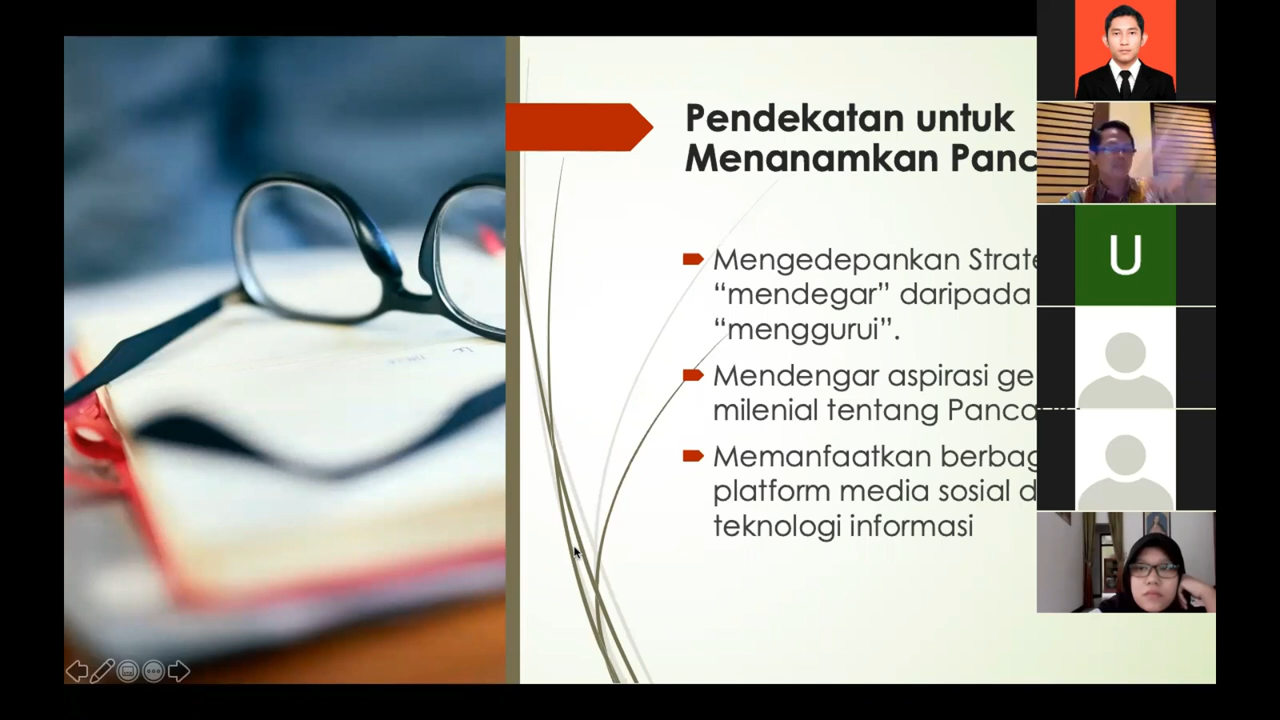 Pendekatan untuk
Menanamkan Panc
Mengedepankan Strate
“mendegar” daripada
“menggurui”.
Mendengar aspirasi ge
milenial tentang Panca
Memanfaatkan berbag
platform media sosial d
teknologi informasi
U